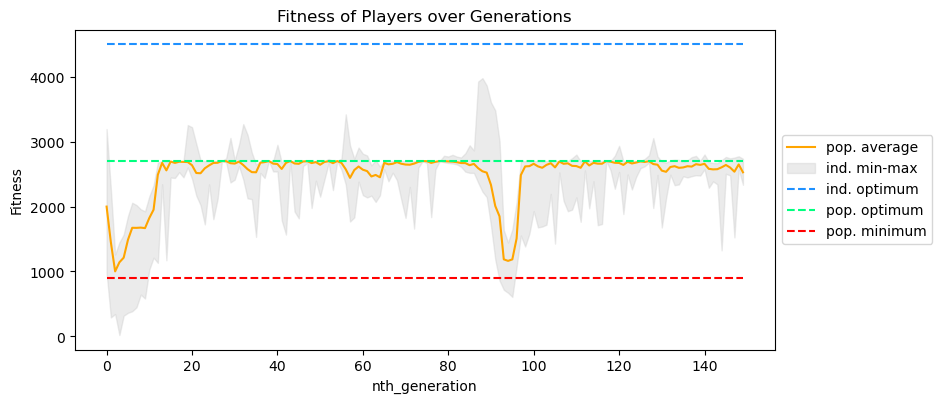 Fitness of Players over Generations
Fitness
4000
3000
2000
1000
0
0 20 40 60 80 100 120 140
nth_generation
pop. average
ind. min-max
ind. optimum
pop. optimum
pop. minimum